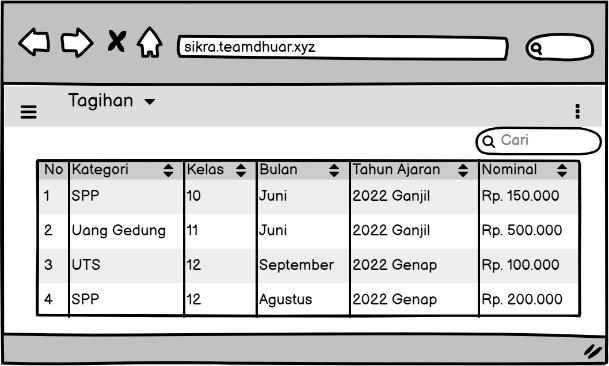 sikra.teamdhuar.xyz
Tagihan
Cari
No Kategori Kelas Bulan Tahun Ajaran Nominal
1 SPP 10 Juni 2022 Ganjil Rp. 150.000
2 Uang Gedung 11 Juni 2022 Ganjil Rp. 500.000
3 UTS 12 September 2022 Genap Rp. 100.000
4 SPP 12 Agustus 2022 Genap Rp. 200.000